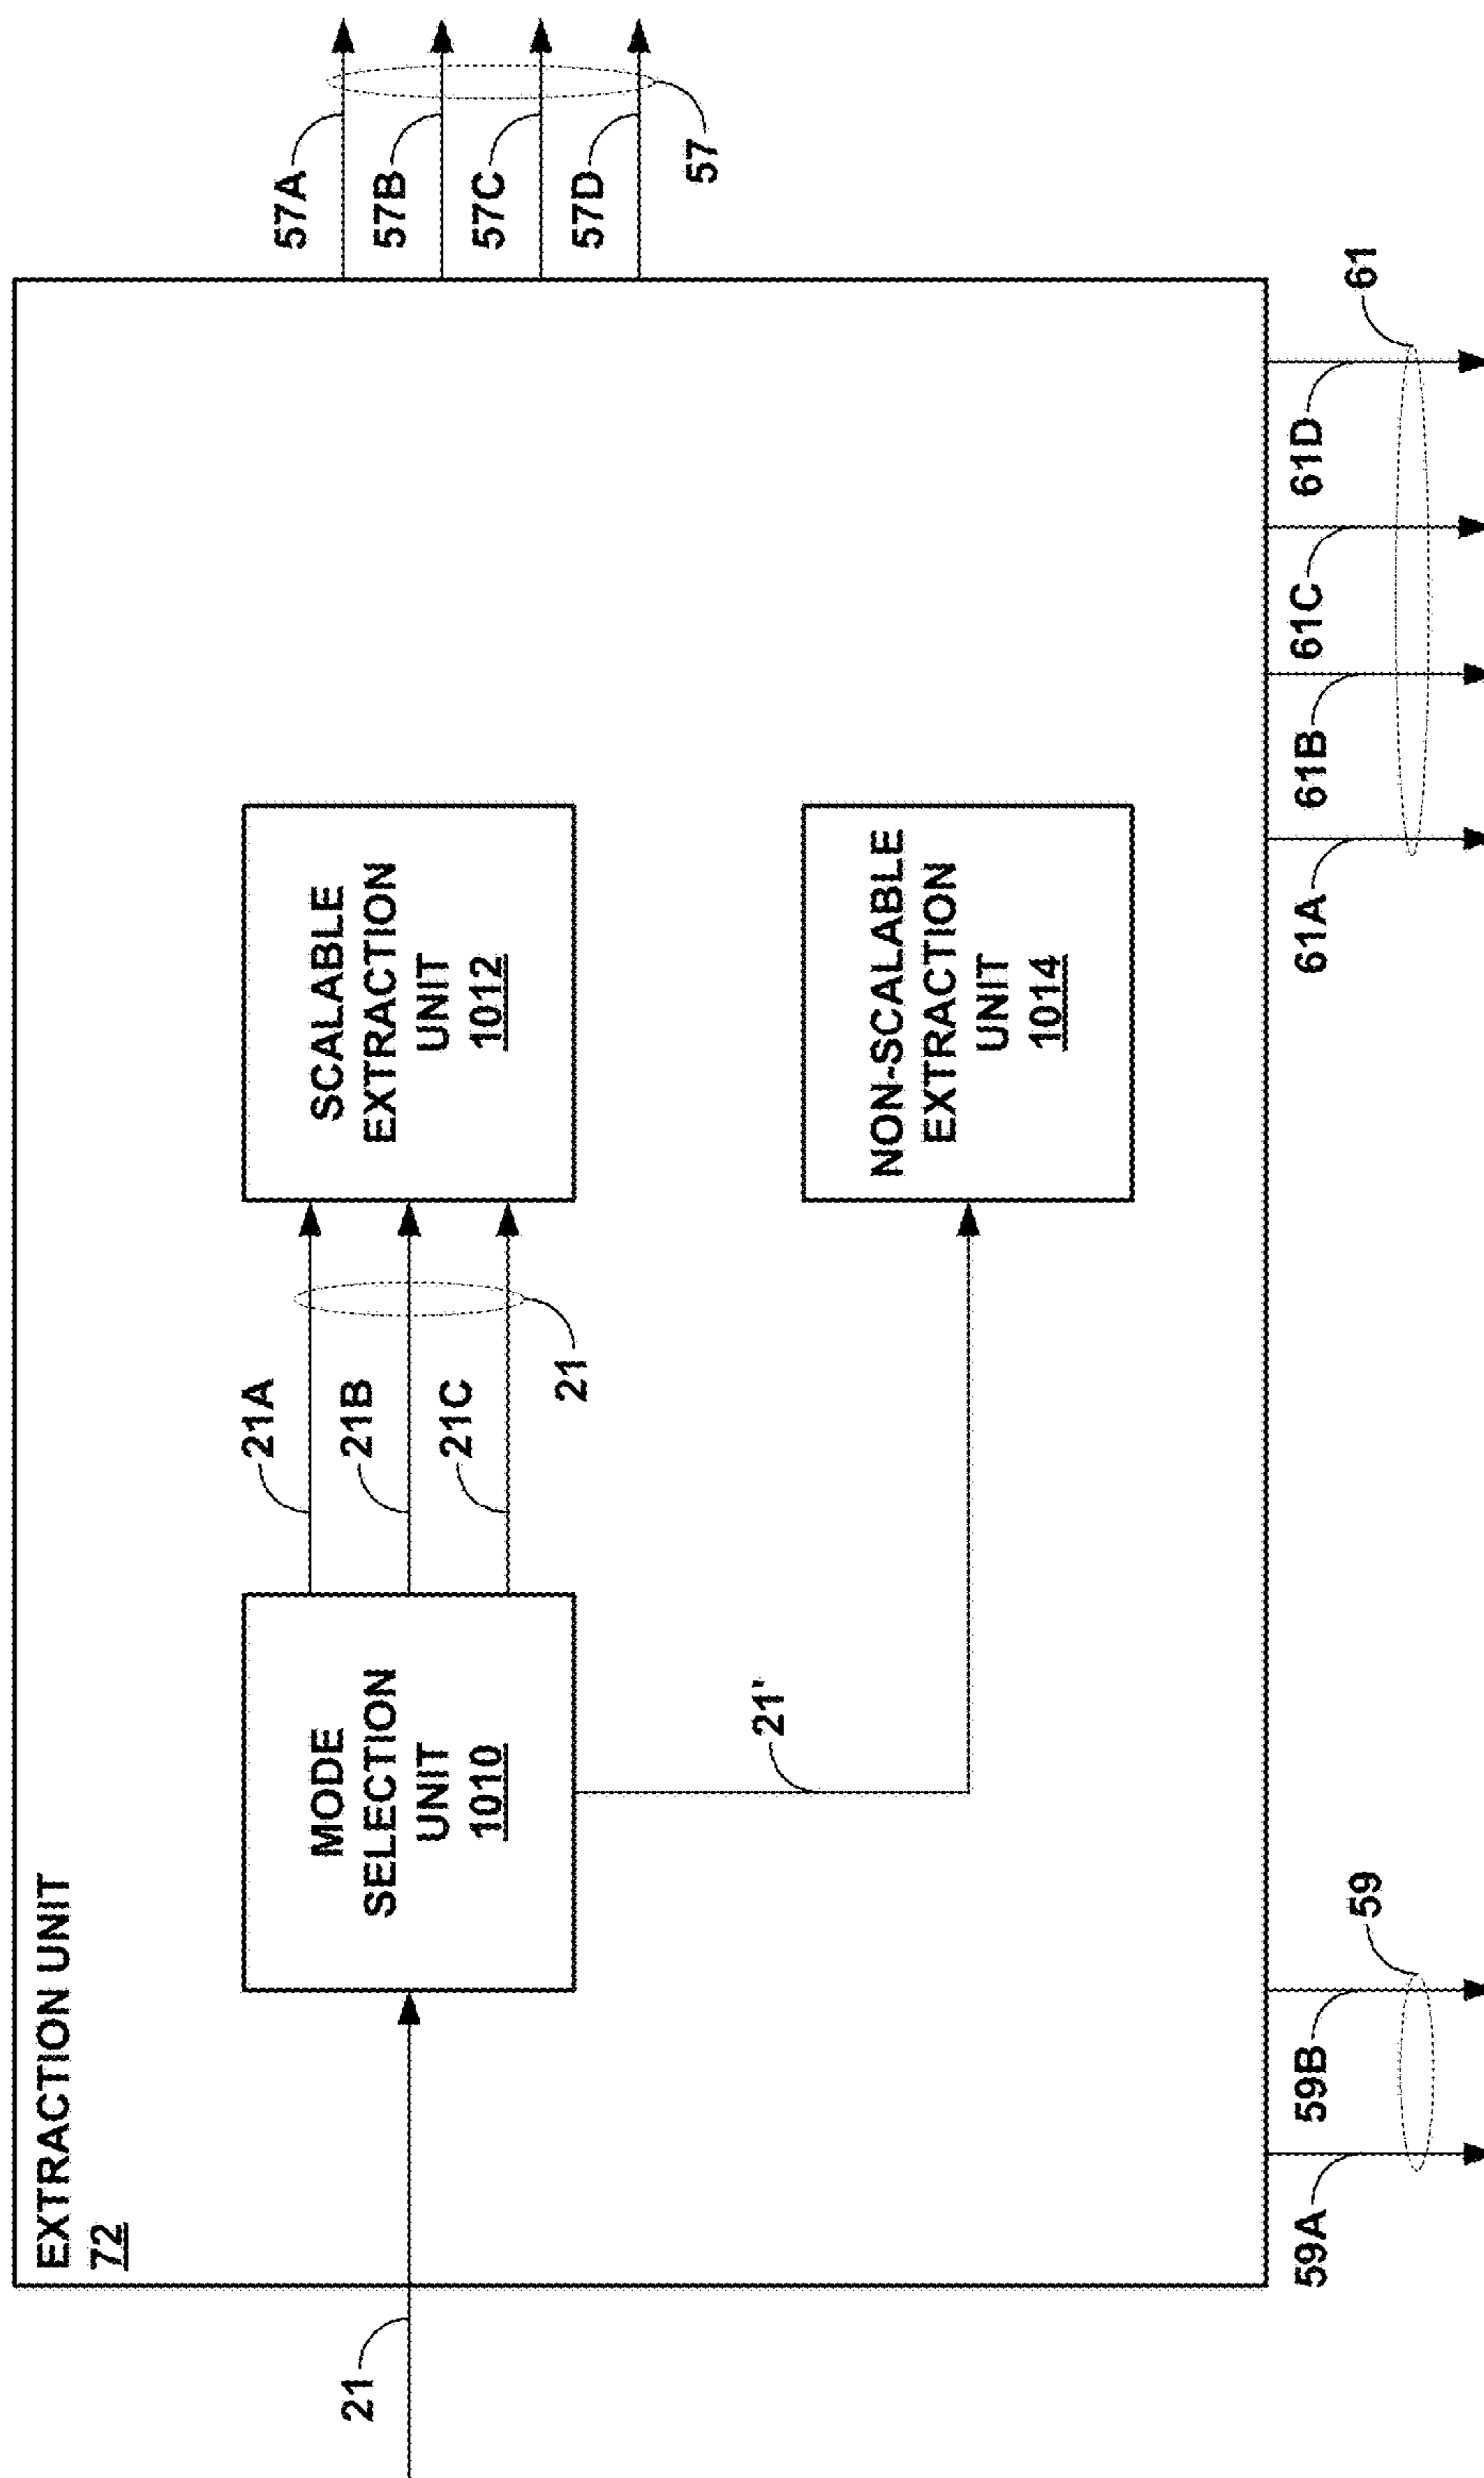 EXTRACTION UNIT
72
21
MODE
SELECTION
UNIT
1010
21A
21B
21C
21
21'
SCALABLE
EXTRACTION
UNIT
1012
NON-SCALABLE
EXTRACTION
UNIT
1014
57A
57B
57C
57D
57
59A
59B
59
61A
61B
61C
61D
61